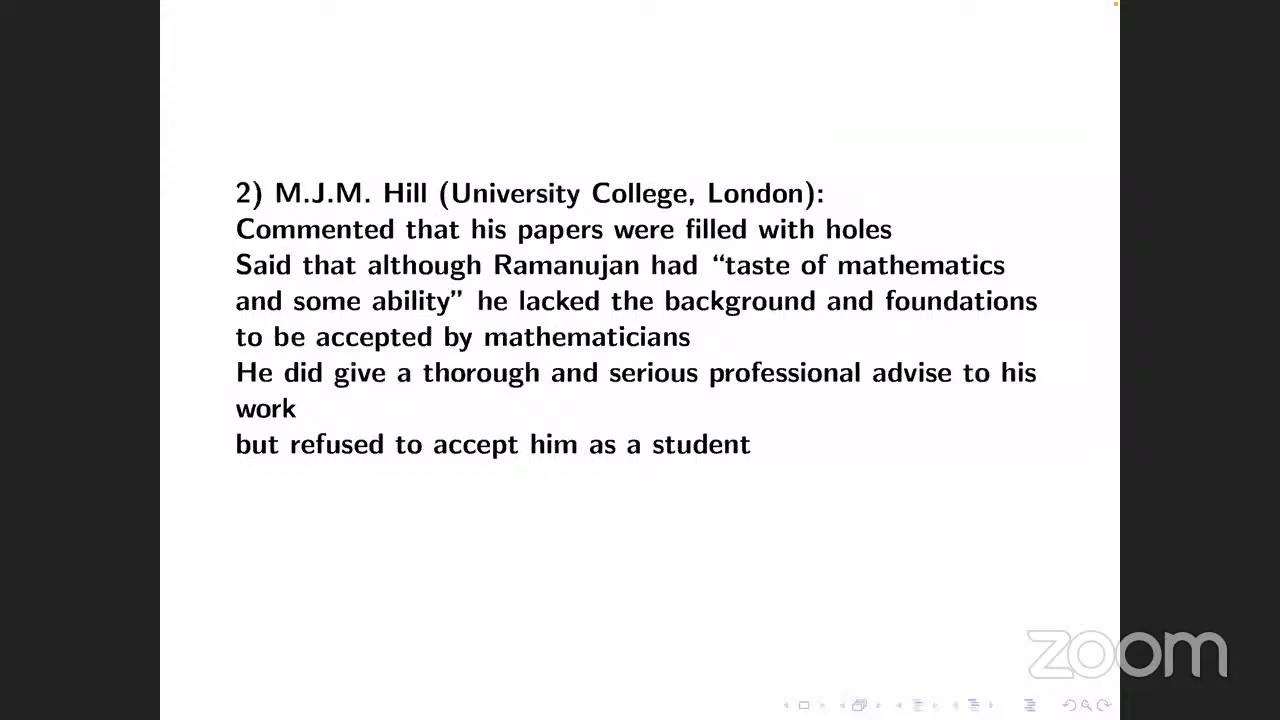 2) M.J.M. Hill (University College, London):
Commented that his papers were filled with holes
Said that although Ramanujan had “taste of mathematics
and some ability” he lacked the background and foundations
to be accepted by mathematicians
He did give a thorough and serious professional advise to his
work
but refused to accept him as a student
zoom